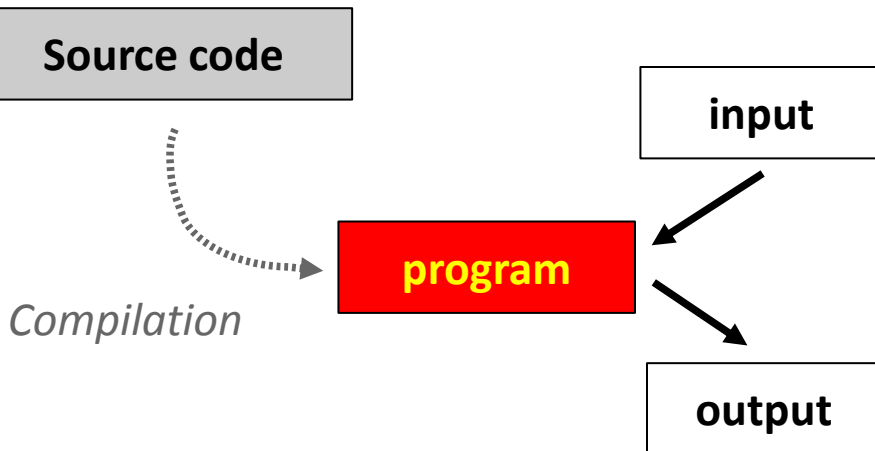 Source code
input
program
Compilation
output